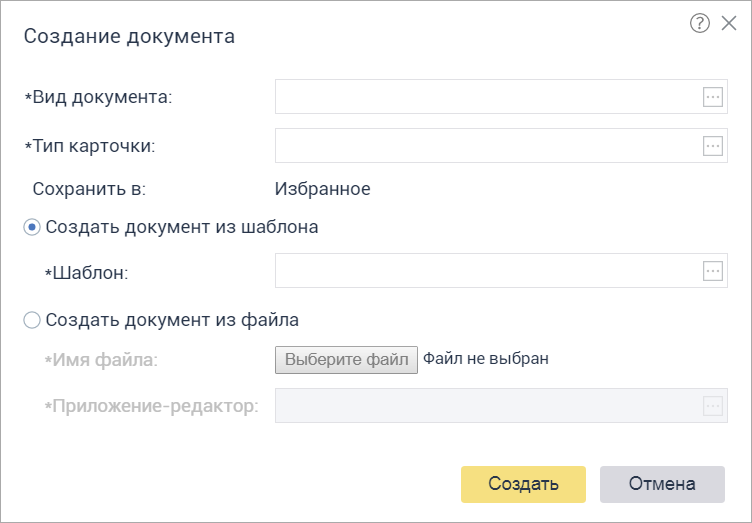 Создание документа
*Вид документа:
*Тип карточки:
Сохранить в: Избранное
Создать документ из шаблона
*Шаблон:
Создать документ из файла
*Имя файла: Выберите файл Файл не выбран
*Приложение-редактор:
Создать Отмена